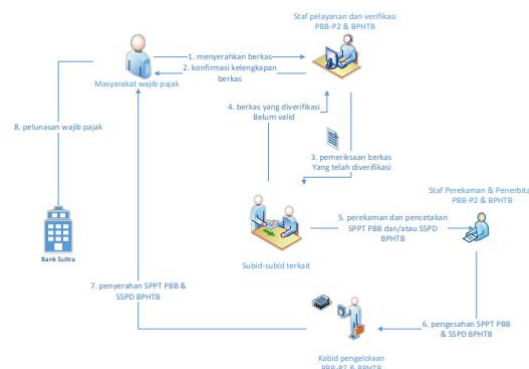 Staf pelayanan dan verifikasi
PBB-P2 & BPHTB
1. menyerahkan berkas
2. konfirmasi kelengkapan
berkas
Masyarakat wajib pajak
4. berkas yang diverifikasi
Belum valid
8. pelunasan wajib pajak
3. pemeriksaan berkas
Yang telah diverifikasi
Staf Perekaman & Penerbita
PBB-P2 & BPHTB
5. perekaman dan pencetakan
SPPT PBB dan/atau SSPD
BPHTB
Bank Sultra
Subid-subid terkait
7. penyerahan SPPT PBB &
SSPD BPHTB
6. pengesahan SPPT PBB
& SSPD BPHTB
Kabid pengelolaan
PBB-P2 & BPHTB